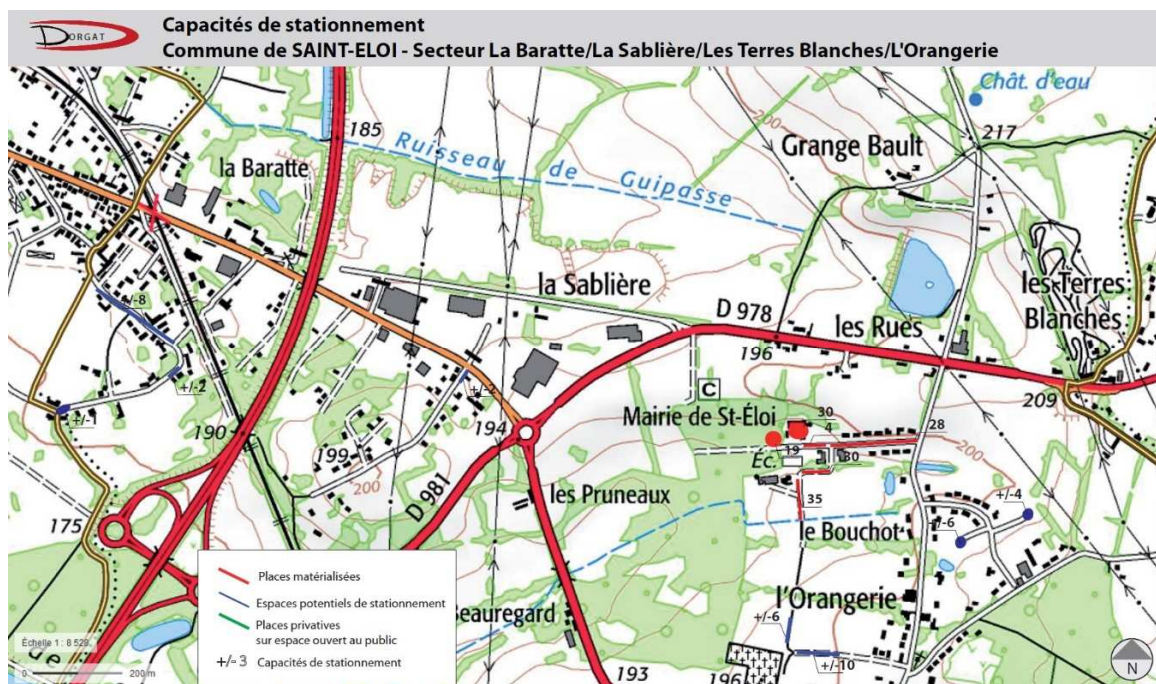 DORGAT
Capacités de stationnement
Commune de SAINT-ELOI - Secteur La Baratte/La Sablière/Les Terres Blanches/L'Orangerie
Chât. d'eau
185
200
217
la Baratte
Ruisseau de Guipasse
Grange Bault
la Sablière
les Terres
Blanches
D 978
les Rues
+/-8
196
+/-2
+/-2
C
209
+/-1
Mairie de St-Éloi
30
4
28
190
194
19
200
199
Éc.
30
200
les Pruneaux
35
+/-4
D 981
175
le Bouchot
+/-6
Places matérialisées
Espaces potentiels de stationnement
l'Orangerie
Beauregard
+/-6
Places privatives
sur espace ouvert au public
Échelle 1 : 8 529
+/- 3 Capacités de stationnement
+/-10
de
0 200 m
193
196
N